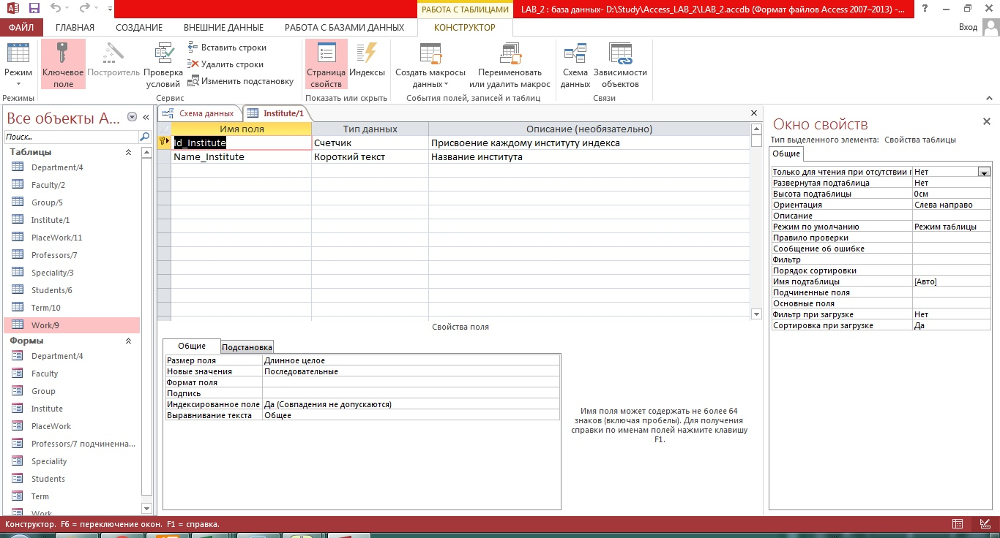 РАБОТА С ТАБЛИЦАМИ
LAB_2 : база данных- D:\Study\Access_LAB_2\LAB_2.accdb (Формат файлов Access 2007–2013) -...
ФАЙЛ ГЛАВНАЯ СОЗДАНИЕ ВНЕШНИЕ ДАННЫЕ РАБОТА С БАЗАМИ ДАННЫХ КОНСТРУКТОР Вход
Режим
Ключевое поле
Построитель
Проверка условий
Вставить строки
Удалить строки
Изменить подстановку
Страница свойств
Индексы
Создать макросы данных
Переименовать или удалить макрос
Схема данных
Зависимости объектов
Режимы Сервис Показать или скрыть События полей, записей и таблиц Связи
Все объекты A...
Поиск...
Таблицы
Department/4
Faculty/2
Group/5
Institute/1
PlaceWork/11
Professors/7
Speciality/3
Students/6
Term/10
Work/9
Формы
Department/4
Faculty
Group
Institute
PlaceWork
Professors/7 подчиненна...
Speciality
Students
Term
Work
Схема данных Institute/1
Имя поля Тип данных Описание (необязательно)
Id_Institute Счетчик Присвоение каждому институту индекса
Name_Institute Короткий текст Название института
Свойства поля
Общие Подстановка
Размер поля Длинное целое
Новые значения Последовательные
Формат поля
Подпись
Индексированное поле Да (Совпадения не допускаются)
Выравнивание текста Общее
Имя поля может содержать не более 64
знаков (включая пробелы). Для получения
справки по именам полей нажмите клавишу
F1.
Окно свойств
Тип выделенного элемента: Свойства таблицы
Общие
Только для чтения при отсутствии Нет
Развернутая подтаблица Нет
Высота подтаблицы 0см
Ориентация Слева направо
Описание
Режим по умолчанию Режим таблицы
Правило проверки
Сообщение об ошибке
Фильтр
Порядок сортировки
Имя подтаблицы [Авто]
Подчиненные поля
Основные поля
Фильтр при загрузке Нет
Сортировка при загрузке Да
Конструктор. F6 = переключение окон. F1 = справка.